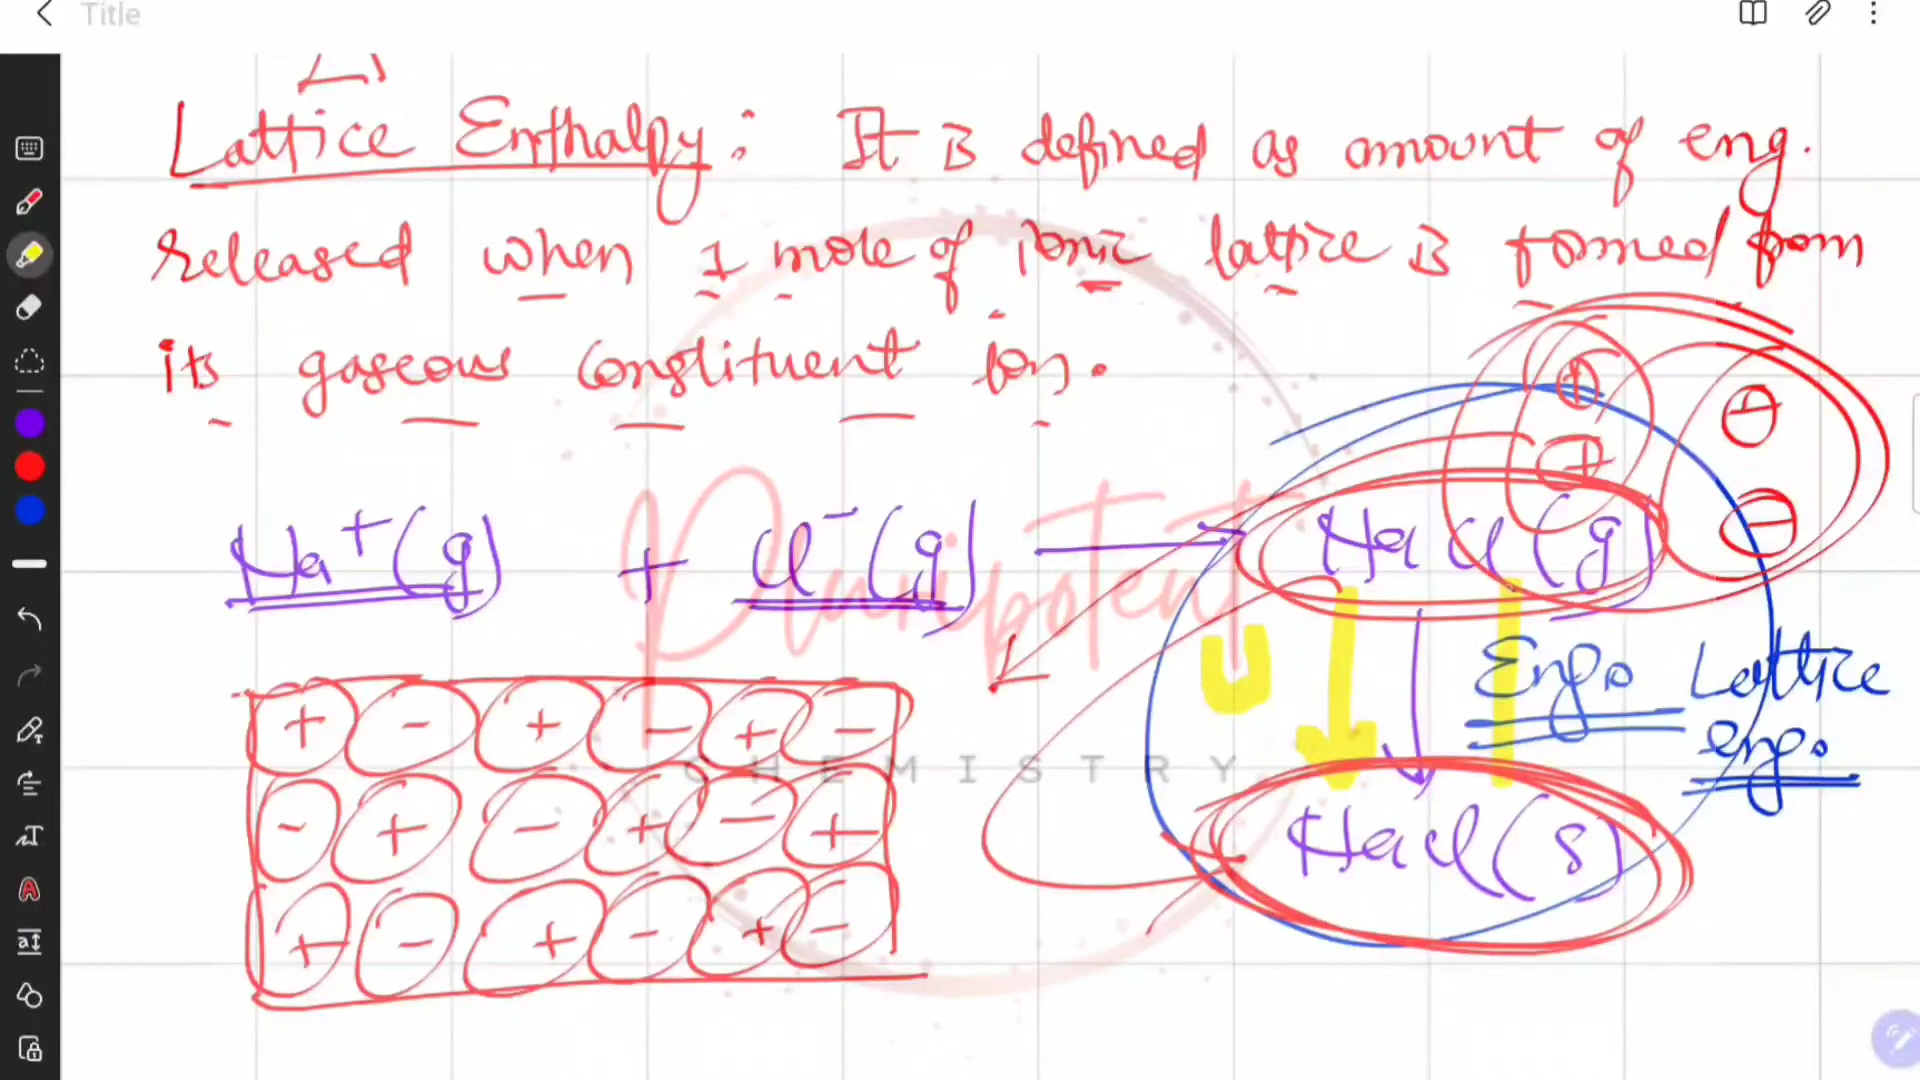 Title
Lattice Enthalpy : It is defined as amount of eng.
released when 1 mole of ionic lattice is formed from
its gaseous constituent ion.
Na+(g) + Cl-(g) → NaCl(g)
Omnipotent
CHEMISTRY
U
Eng. Lattice
eng.
NaCl(s)
+ - + - + -
- + - + - +
+ - + - + -